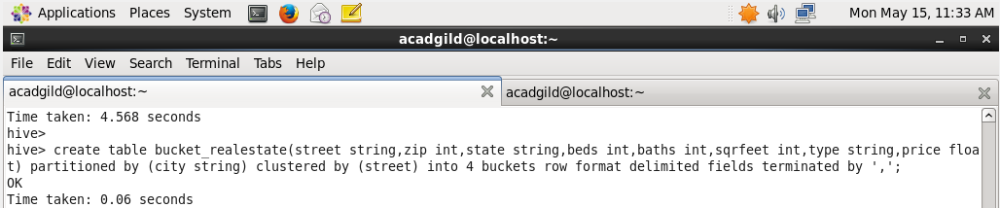 Applications Places System Mon May 15, 11:33 AM
acadgild@localhost:~
File Edit View Search Terminal Tabs Help
acadgild@localhost:~ acadgild@localhost:~
Time taken: 4.568 seconds
hive>
hive> create table bucket_realestate(street string,zip int,state string,beds int,baths int,sqrfeet int,type string,price floa
t) partitioned by (city string) clustered by (street) into 4 buckets row format delimited fields terminated by ',';
OK
Time taken: 0.06 seconds